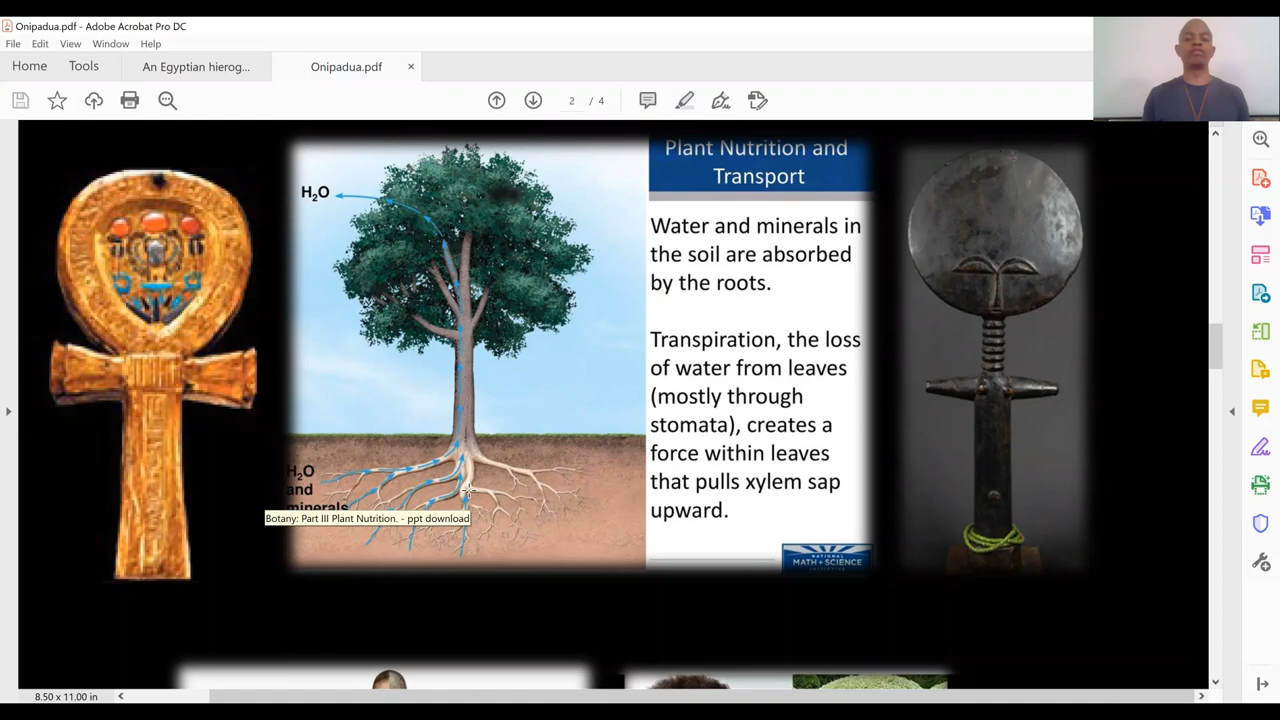 Onipadua.pdf - Adobe Acrobat Pro DC
File Edit View Window Help
Home Tools An Egyptian hierog... Onipadua.pdf ×
2 / 4
Plant Nutrition and
Transport
H₂O
Water and minerals in
the soil are absorbed
by the roots.
Transpiration, the loss
of water from leaves
(mostly through
stomata), creates a
force within leaves
that pulls xylem sap
upward.
H₂O
and
minerals
Botany: Part III Plant Nutrition. - ppt download
NATIONAL
MATH + SCIENCE
INITIATIVE
8.50 x 11.00 in